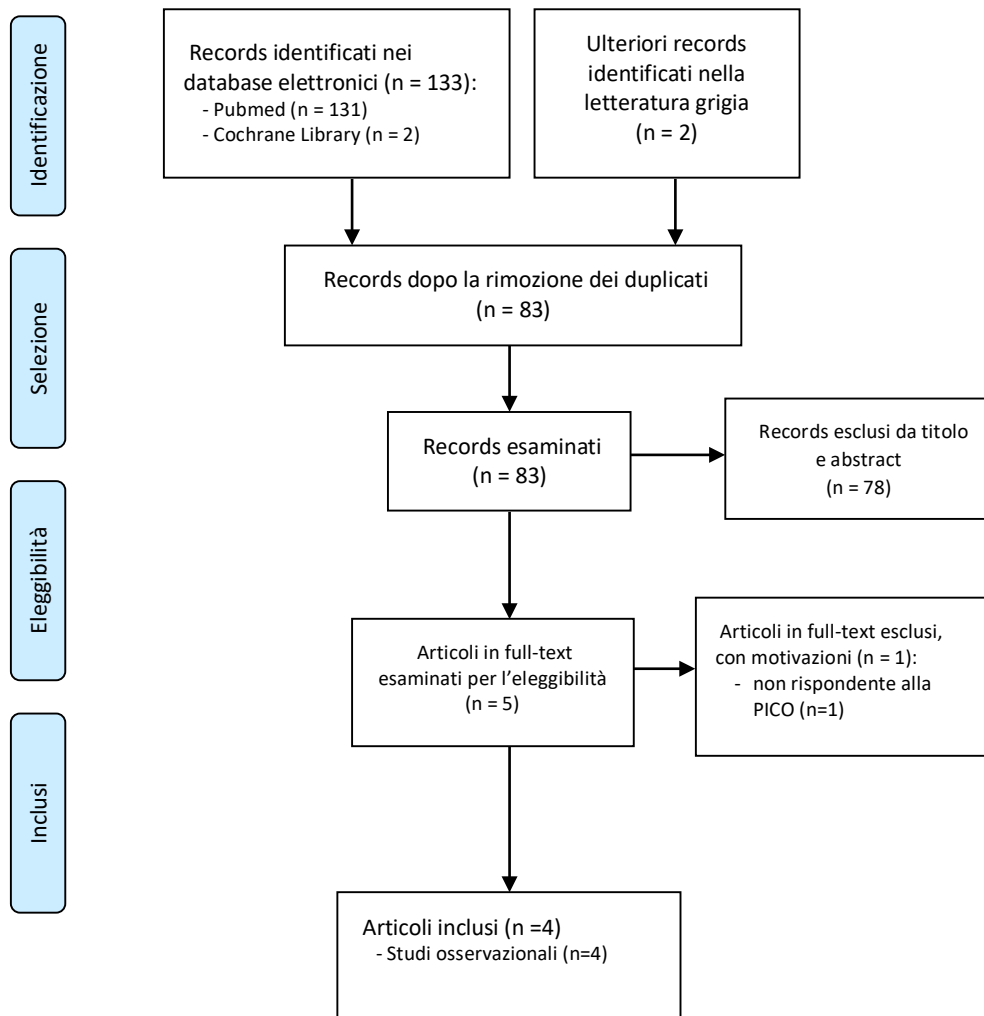 Identificazione
Records identificati nei
database elettronici (n = 133):
- Pubmed (n = 131)
- Cochrane Library (n = 2)
Ulteriori records
identificati nella
letteratura grigia
(n = 2)
Selezione
Records dopo la rimozione dei duplicati
(n = 83)
Records esaminati
(n = 83)
Records esclusi da titolo
e abstract
(n = 78)
Eleggibilità
Articoli in full-text
esaminati per l'eleggibilità
(n = 5)
Articoli in full-text esclusi,
con motivazioni (n = 1):
- non rispondente alla
PICO (n=1)
Inclusi
Articoli inclusi (n =4)
- Studi osservazionali (n=4)